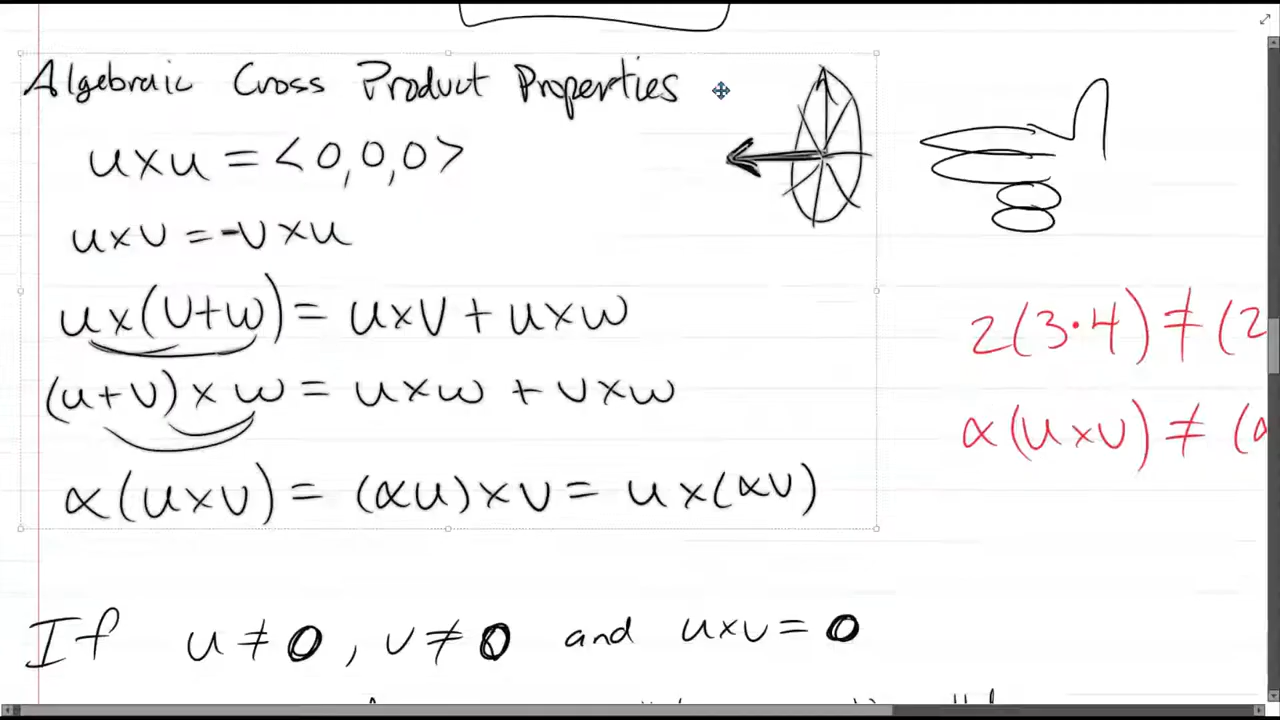 Algebraic Cross Product Properties
u×u = <0,0,0>
u×v = -v×u
u×(v+w) = u×v + u×w
(u+v)×w = u×w + v×w
α(u×v) = (αu)×v = u×(αv)
2(3·4) ≠ (2
α(u×v) ≠ (α
If u ≠ 0, v ≠ 0 and u×v = 0